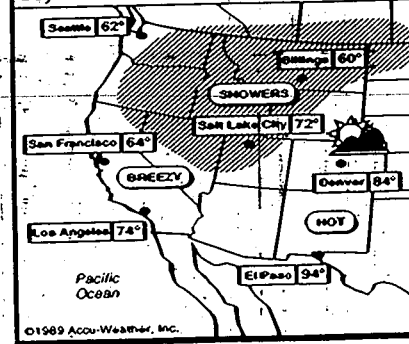 Seattle 62°
Billings 60°
SHOWERS
Salt Lake City 72°
San Francisco 64°
BREEZY
Denver 84°
HOT
Los Angeles 74°
El Paso 94°
Pacific
Ocean
©1989 Accu-Weather, Inc.